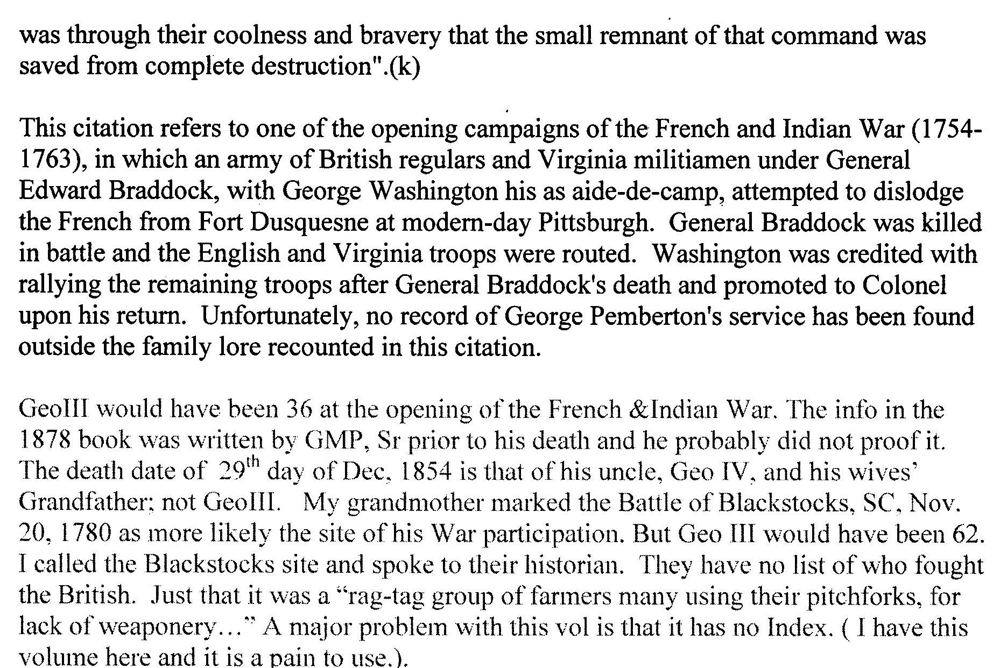 was through their coolness and bravery that the small remnant of that command was
saved from complete destruction".(k)
This citation refers to one of the opening campaigns of the French and Indian War (1754-
1763), in which an army of British regulars and Virginia militiamen under General
Edward Braddock, with George Washington his as aide-de-camp, attempted to dislodge
the French from Fort Dusquesne at modern-day Pittsburgh.  General Braddock was killed
in battle and the English and Virginia troops were routed.  Washington was credited with
rallying the remaining troops after General Braddock's death and promoted to Colonel
upon his return.  Unfortunately, no record of George Pemberton's service has been found
outside the family lore recounted in this citation.
GeoIII would have been 36 at the opening of the French &Indian War. The info in the
1878 book was written by GMP, Sr prior to his death and he probably did not proof it.
The death date of  29th day of Dec, 1854 is that of his uncle, Geo IV, and his wives’
Grandfather; not GeoIII.   My grandmother marked the Battle of Blackstocks, SC, Nov.
20, 1780 as more likely the site of his War participation. But Geo III would have been 62.
I called the Blackstocks site and spoke to their historian.  They have no list of who fought
the British.  Just that it was a “rag-tag group of farmers many using their pitchforks, for
lack of weaponery…” A major problem with this vol is that it has no Index. ( I have this
volume here and it is a pain to use.).